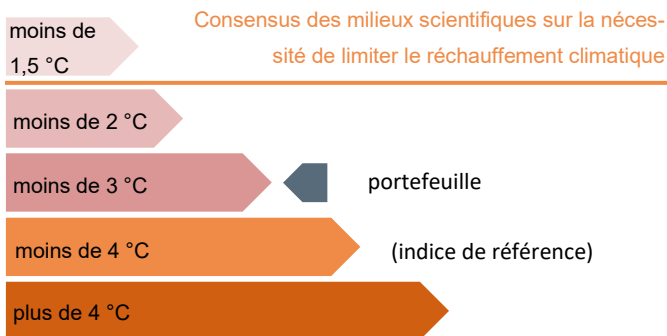 moins de
1,5 °C
Consensus des milieux scientifiques sur la néces-
sité de limiter le réchauffement climatique
moins de 2 °C
moins de 3 °C
portefeuille
moins de 4 °C
(indice de référence)
plus de 4 °C